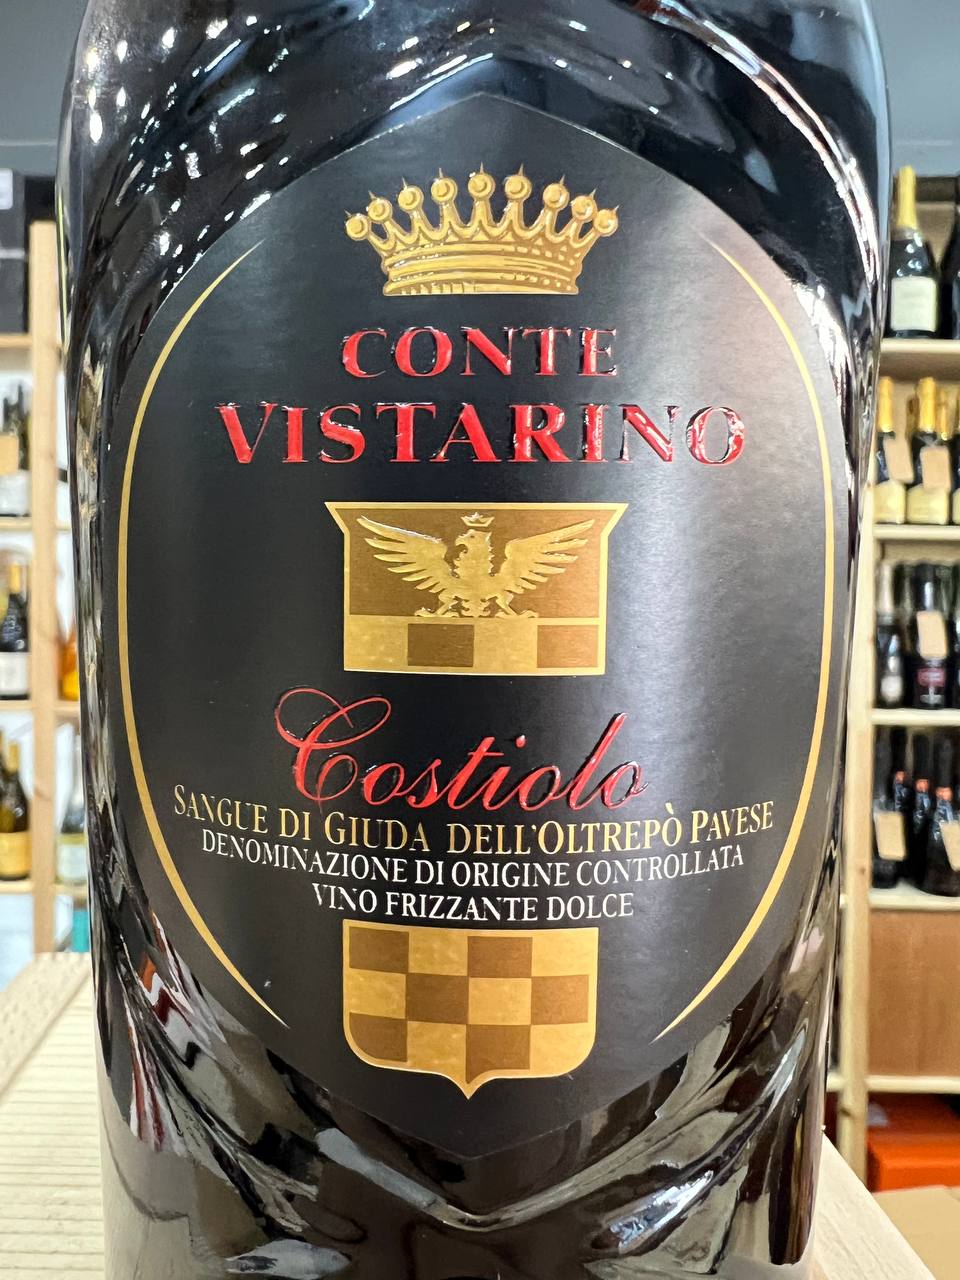 CONTE
VISTARINO
Costiolo
SANGUE DI GIUDA DELL'OLTREPÒ PAVESE
DENOMINAZIONE DI ORIGINE CONTROLLATA
VINO FRIZZANTE DOLCE